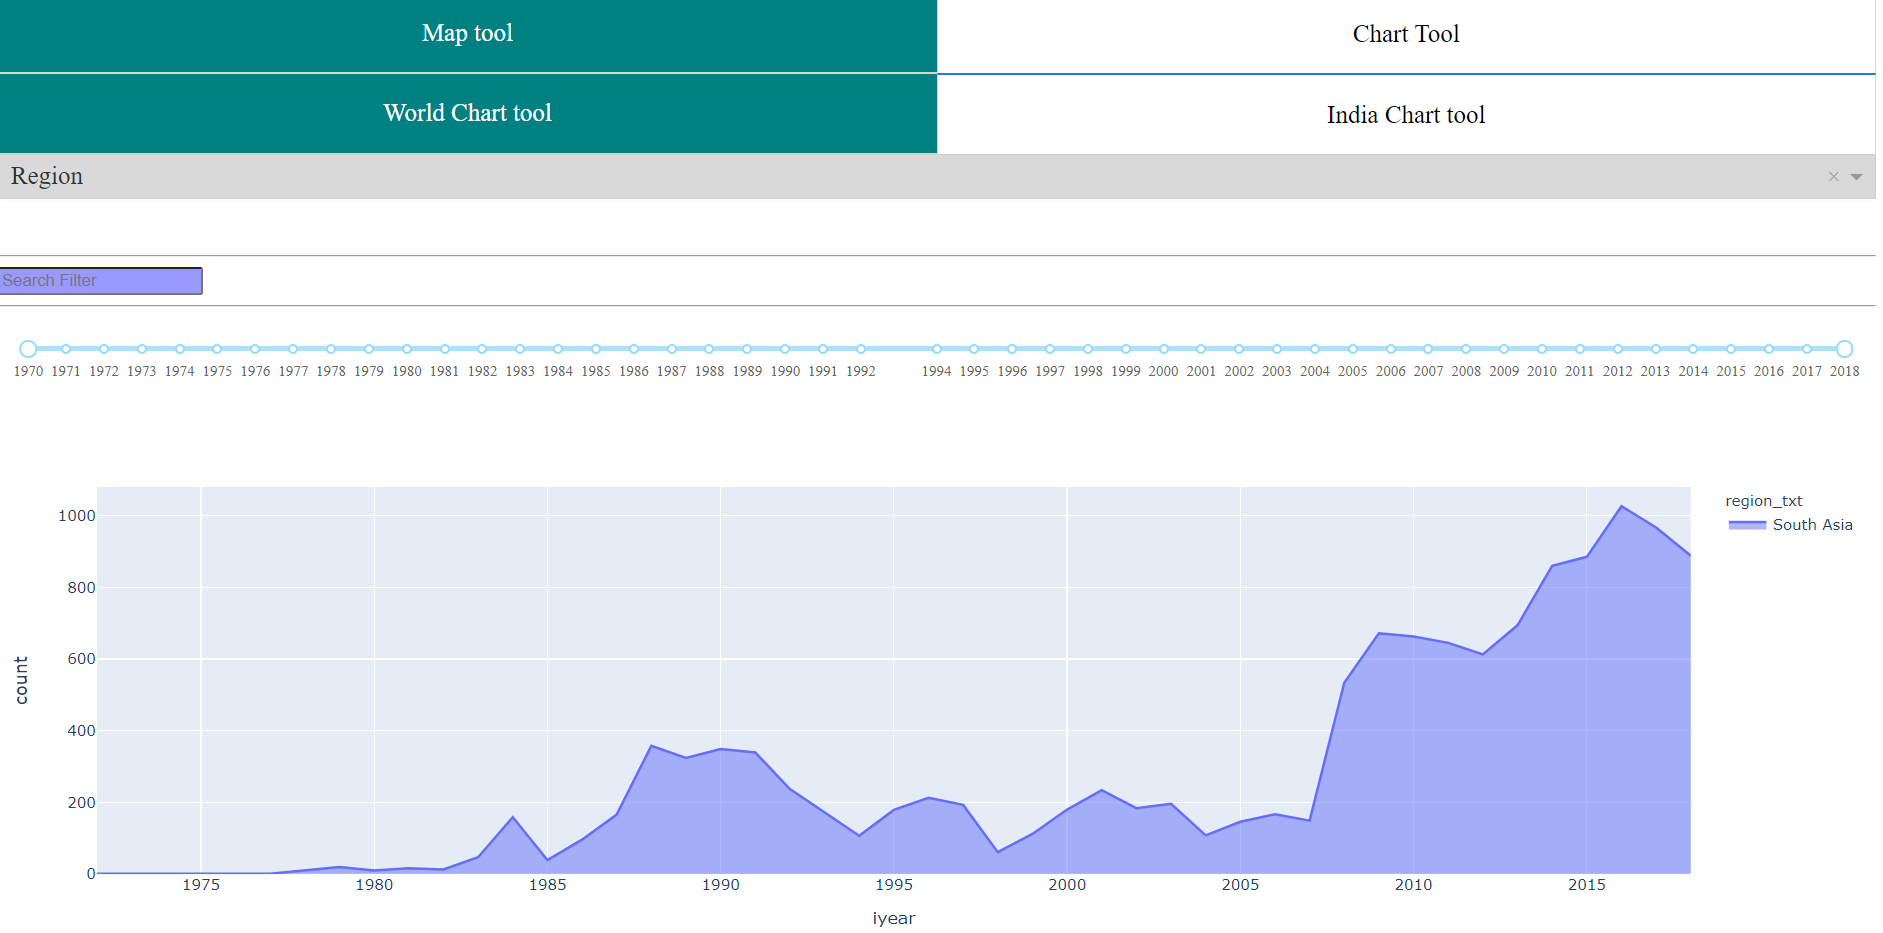 Map tool
Chart Tool
World Chart tool
India Chart tool
Region
×
Search Filter
1970 1971 1972 1973 1974 1975 1976 1977 1978 1979 1980 1981 1982 1983 1984 1985 1986 1987 1988 1989 1990 1991 1992 1994 1995 1996 1997 1998 1999 2000 2001 2002 2003 2004 2005 2006 2007 2008 2009 2010 2011 2012 2013 2014 2015 2016 2017 2018
region_txt
South Asia
1000
800
600
400
200
0
count
1975 1980 1985 1990 1995 2000 2005 2010 2015
iyear